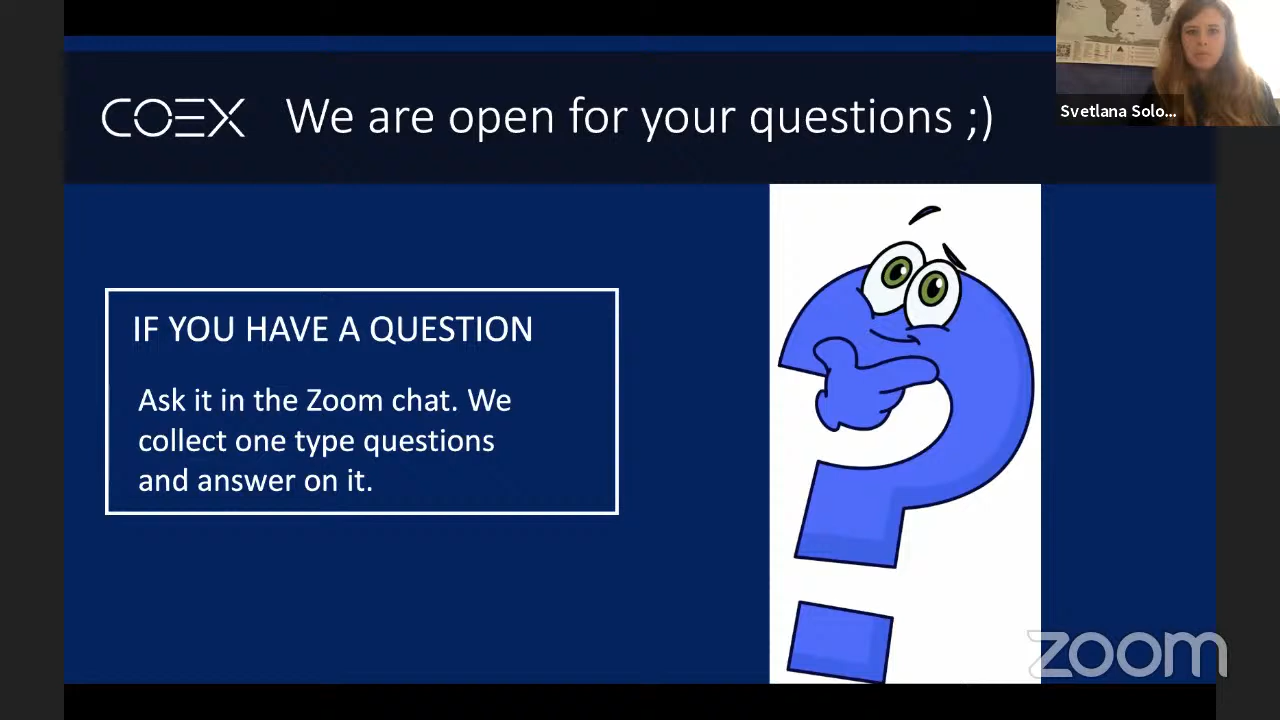 COEX We are open for your questions ;)
Svetlana Solo...
IF YOU HAVE A QUESTION
Ask it in the Zoom chat. We
collect one type questions
and answer on it.
zoom